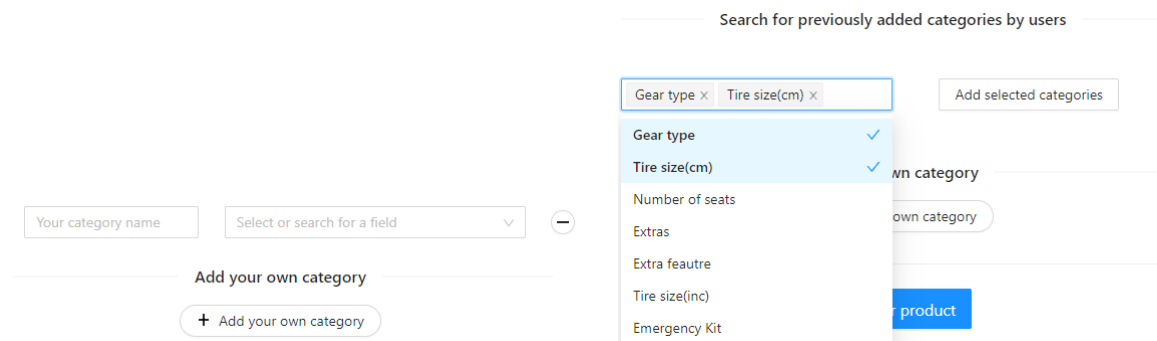 Your category name
Select or search for a field
Add your own category
+ Add your own category
Search for previously added categories by users
Gear type × Tire size(cm) ×
Add selected categories
Gear type
Tire size(cm)
Number of seats
Extras
Extra feautre
Tire size(inc)
Emergency Kit
wn category
own category
r product